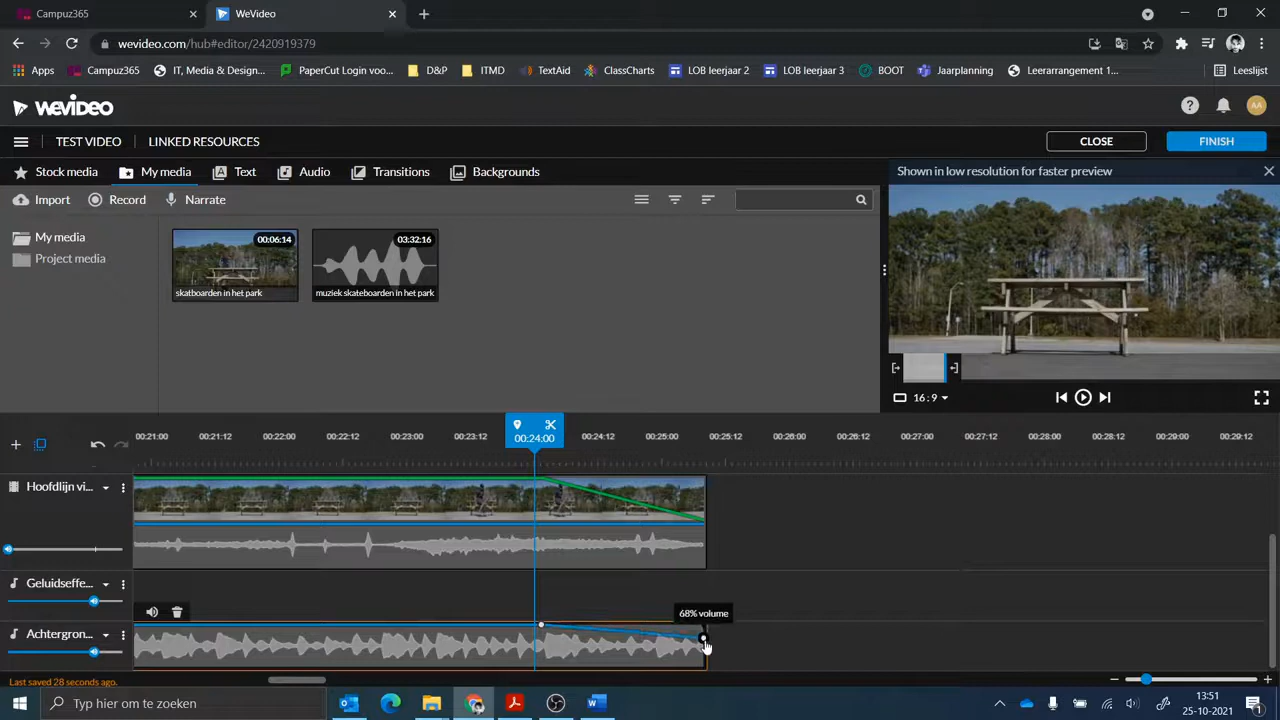 Campuz365
WeVideo
wevideo.com/hub#editor/2420919379
Apps
Campuz365
IT, Media & Design...
PaperCut Login voo...
D&P
ITMD
TextAid
ClassCharts
LOB leerjaar 2
LOB leerjaar 3
BOOT
Jaarplanning
Leerarrangement 1...
Leeslijst
WEVIDEO
AA
TEST VIDEO
LINKED RESOURCES
CLOSE
FINISH
Stock media
My media
Text
Audio
Transitions
Backgrounds
Shown in low resolution for faster preview
Import
Record
Narrate
My media
Project media
00:06:14
skatboarden in het park
03:32:16
muziek skateboarden in het park
16:9
00:24:00
00:21:00
00:21:12
00:22:00
00:22:12
00:23:00
00:23:12
00:24:12
00:25:00
00:25:12
00:26:00
00:26:12
00:27:00
00:27:12
00:28:00
00:28:12
00:29:00
00:29:12
Hoofdlijn vi...
Geluidseffe...
68% volume
Achtergron...
Last saved 28 seconds ago.
Typ hier om te zoeken
13:51
25-10-2021
1